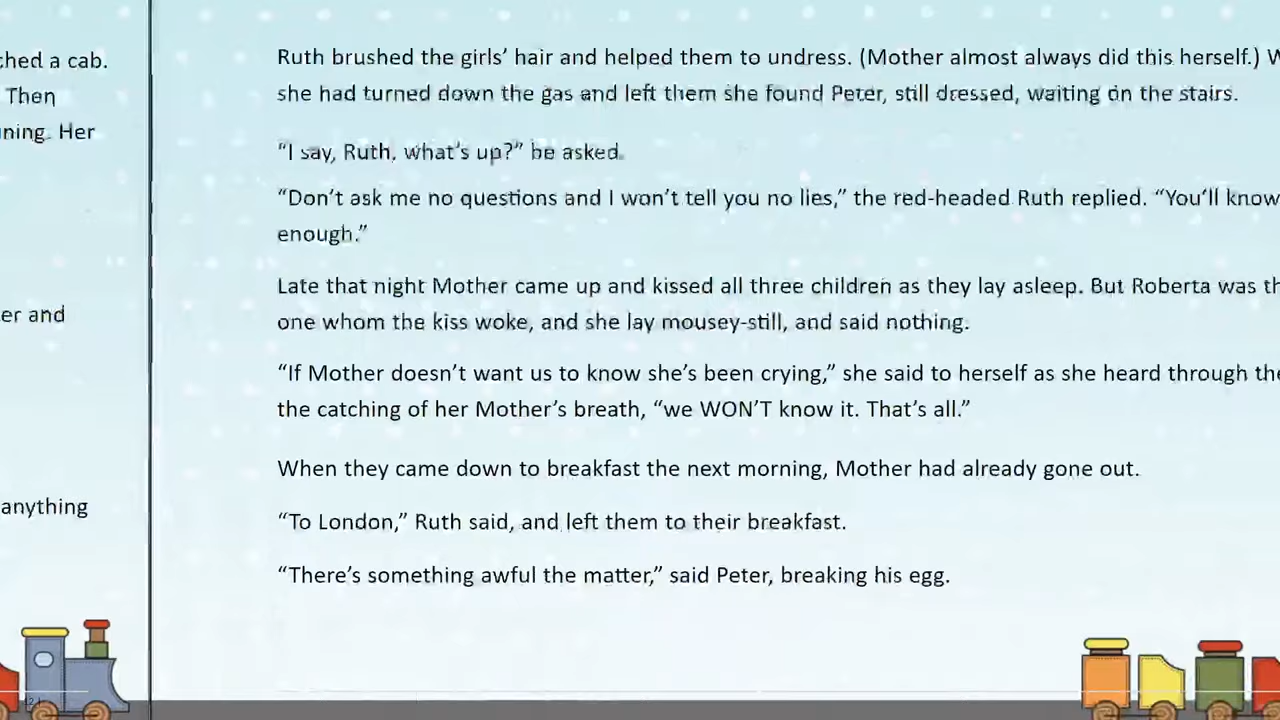 ched a cab.
Then
ning. Her
er and
anything
Ruth brushed the girls’ hair and helped them to undress. (Mother almost always did this herself.) W
she had turned down the gas and left them she found Peter, still dressed, waiting on the stairs.
“I say, Ruth, what’s up?” he asked.
“Don’t ask me no questions and I won’t tell you no lies,” the red-headed Ruth replied. “You’ll know
enough.”
Late that night Mother came up and kissed all three children as they lay asleep. But Roberta was th
one whom the kiss woke, and she lay mousey-still, and said nothing.
“If Mother doesn’t want us to know she’s been crying,” she said to herself as she heard through the
the catching of her Mother’s breath, “we WON’T know it. That’s all.”
When they came down to breakfast the next morning, Mother had already gone out.
“To London,” Ruth said, and left them to their breakfast.
“There’s something awful the matter,” said Peter, breaking his egg.